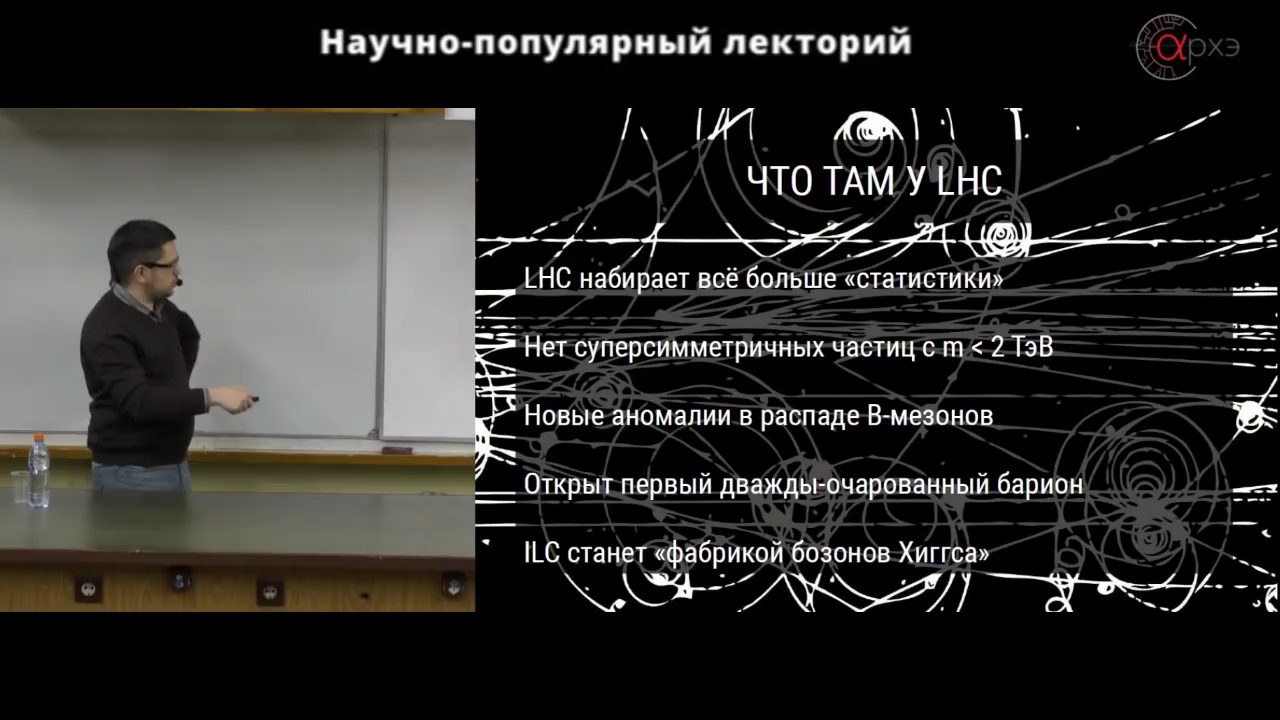 Научно-популярный лекторий
αрхэ
ЧТО ТАМ У LHC
LHC набирает всё больше «статистики»
Нет суперсимметричных частиц с m < 2 ТэВ
Новые аномалии в распаде B-мезонов
Открыт первый дважды-очарованный барион
ILC станет «фабрикой бозонов Хиггса»